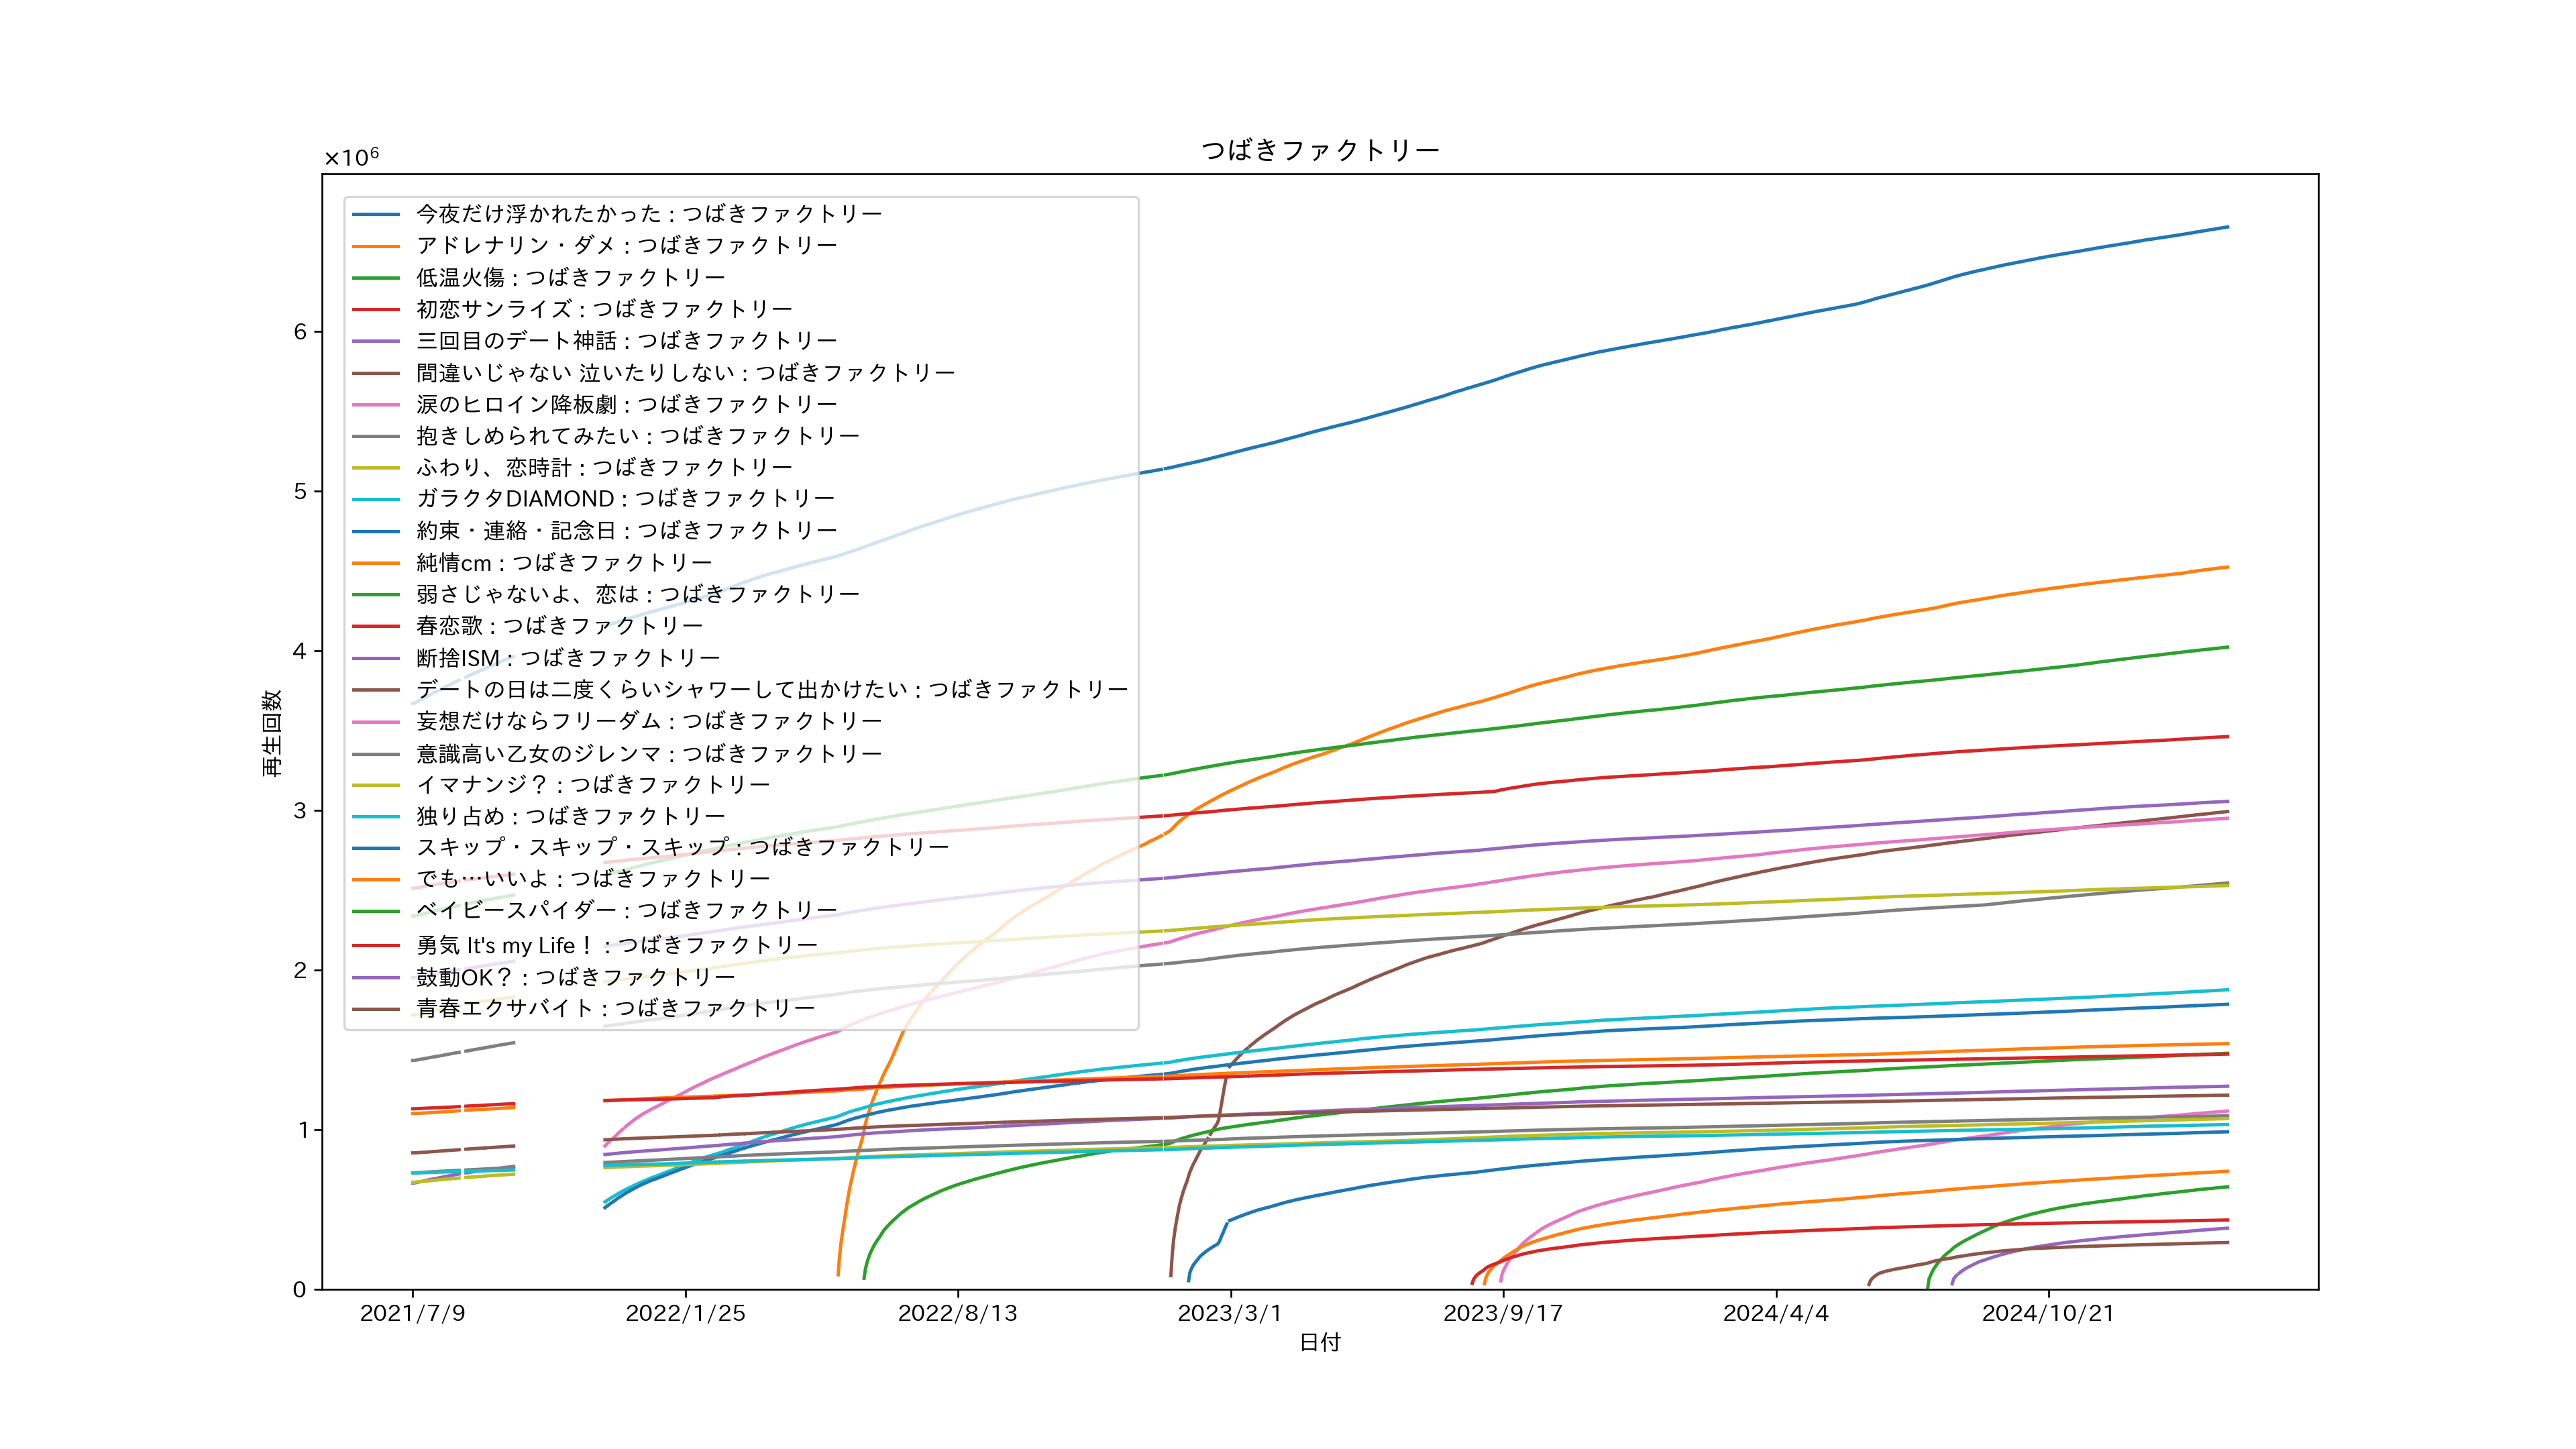 つばきファクトリー
×10⁶
今夜だけ浮かれたかった : つばきファクトリー
アドレナリン・ダメ : つばきファクトリー
低温火傷 : つばきファクトリー
初恋サンライズ : つばきファクトリー
三回目のデート神話 : つばきファクトリー
間違いじゃない 泣いたりしない : つばきファクトリー
涙のヒロイン降板劇 : つばきファクトリー
抱きしめられてみたい : つばきファクトリー
ふわり、恋時計 : つばきファクトリー
ガラクタDIAMOND : つばきファクトリー
約束・連絡・記念日 : つばきファクトリー
純情cm : つばきファクトリー
弱さじゃないよ、恋は : つばきファクトリー
春恋歌 : つばきファクトリー
断捨ISM : つばきファクトリー
デートの日は二度くらいシャワーして出かけたい : つばきファクトリー
妄想だけならフリーダム : つばきファクトリー
意識高い乙女のジレンマ : つばきファクトリー
イマナンジ？ : つばきファクトリー
独り占め : つばきファクトリー
スキップ・スキップ・スキップ : つばきファクトリー
でも…いいよ : つばきファクトリー
ベイビースパイダー : つばきファクトリー
勇気 It's my Life！ : つばきファクトリー
鼓動OK？ : つばきファクトリー
青春エクサバイト : つばきファクトリー
再生回数
6
5
4
3
2
1
0
2021/7/9
2022/1/25
2022/8/13
2023/3/1
2023/9/17
2024/4/4
2024/10/21
日付